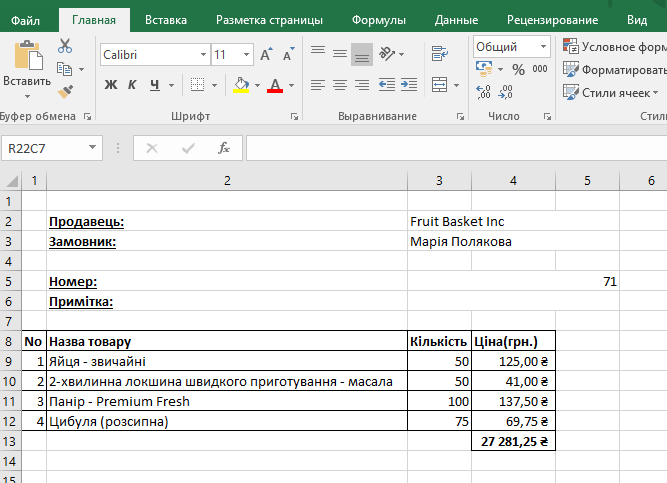 Файл Главная Вставка Разметка страницы Формулы Данные Рецензирование Вид
Вставить
Calibri 11 A A
Общий
Условное форм
% 000
Форматировать
Ж К Ч А
Стили ячеек
Буфер обмена Шрифт Выравнивание Число Стил
R22C7 fx
1 2 3 4 5 6
1
2 Продавець: Fruit Basket Inc
3 Замовник: Марія Полякова
4
5 Номер: 71
6 Примітка:
7
8 No Назва товару Кількість Ціна(грн.)
9 1 Яйця - звичайні 50 125,00 ₴
10 2 2-хвилинна локшина швидкого приготування - масала 50 41,00 ₴
11 3 Панір - Premium Fresh 100 137,50 ₴
12 4 Цибуля (розсипна) 75 69,75 ₴
13 27 281,25 ₴
14
15